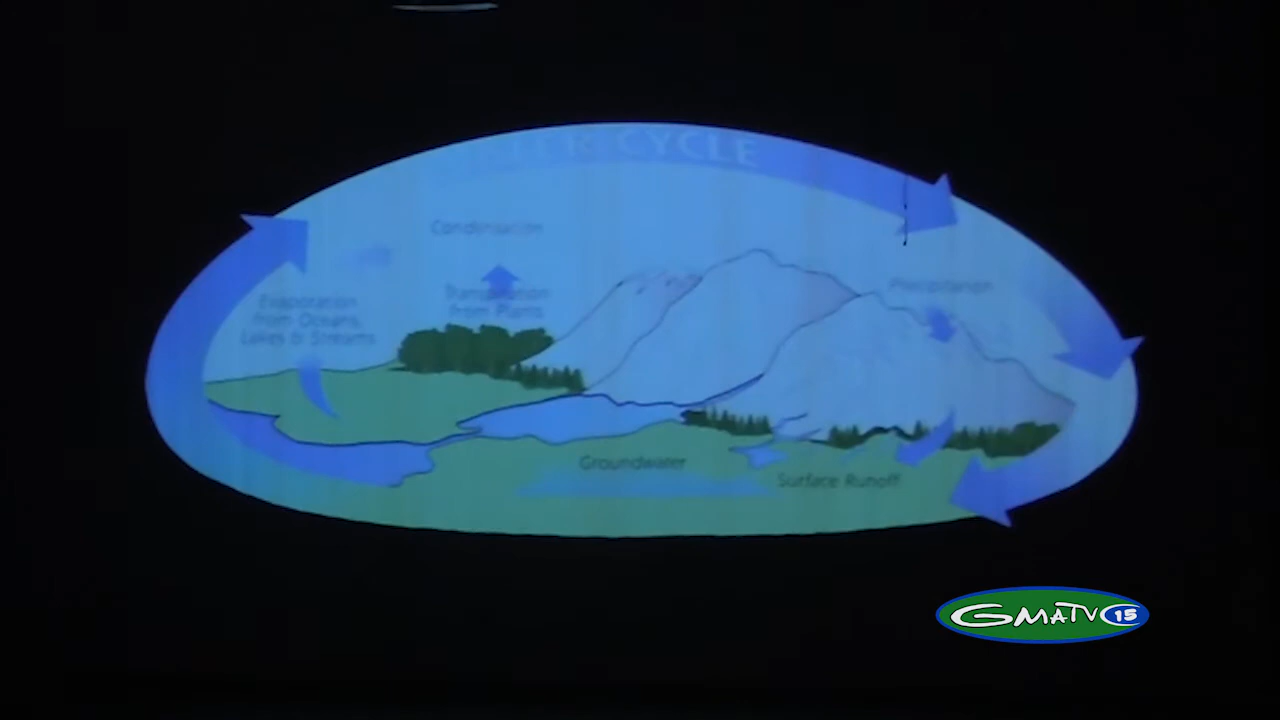 CYCLE
Condensation
Transpiration
from Plants
Evaporation
from Oceans,
Lakes & Streams
Precipitation
Groundwater
Surface Runoff
GMATV 15